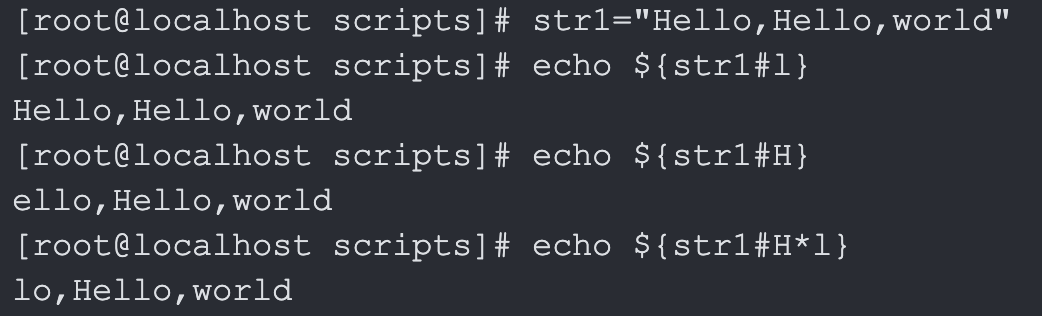 [root@localhost scripts]# str1="Hello,Hello,world"
[root@localhost scripts]# echo ${str1#l}
Hello,Hello,world
[root@localhost scripts]# echo ${str1#H}
ello,Hello,world
[root@localhost scripts]# echo ${str1#H*l}
lo,Hello,world